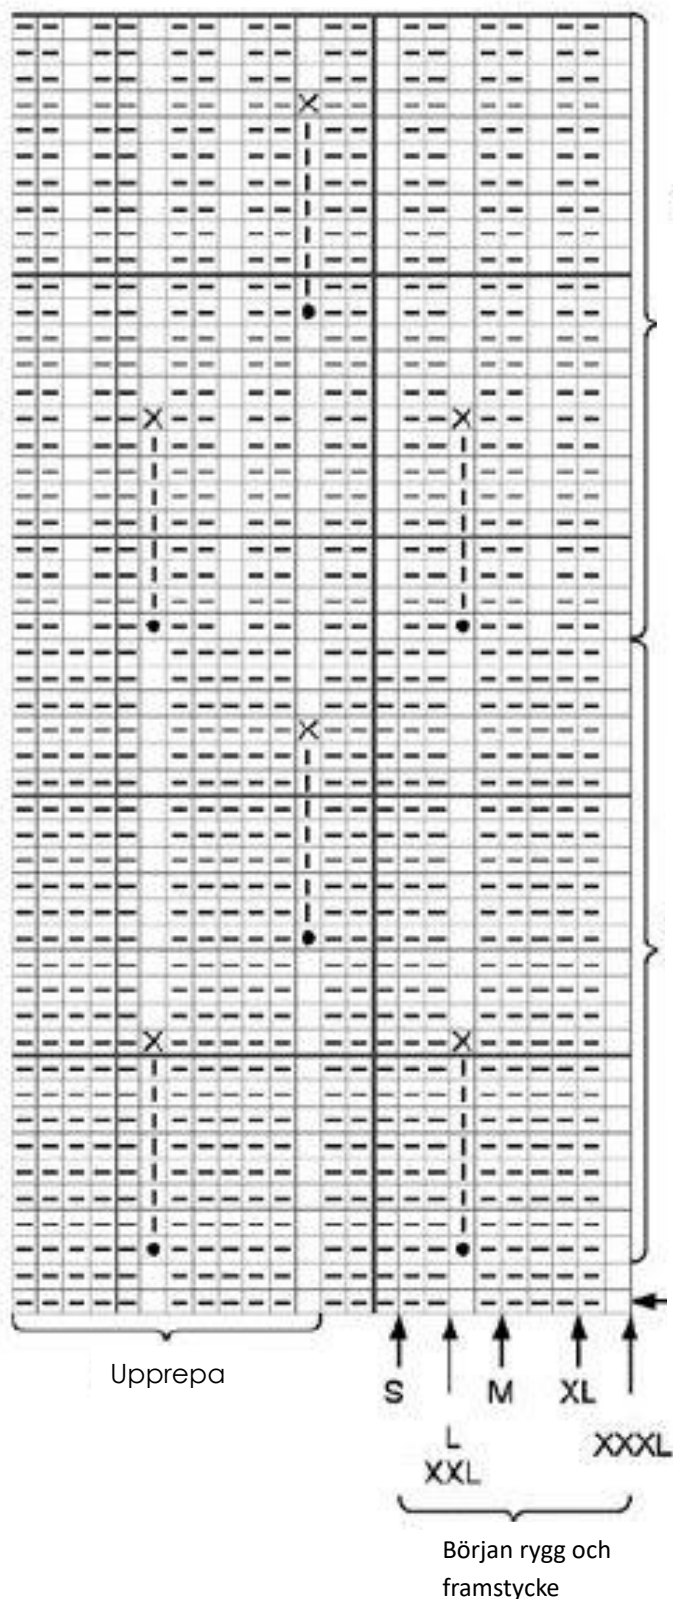 Upprepa
S
M
XL
L
XXL
XXXL
Början rygg och
framstycke